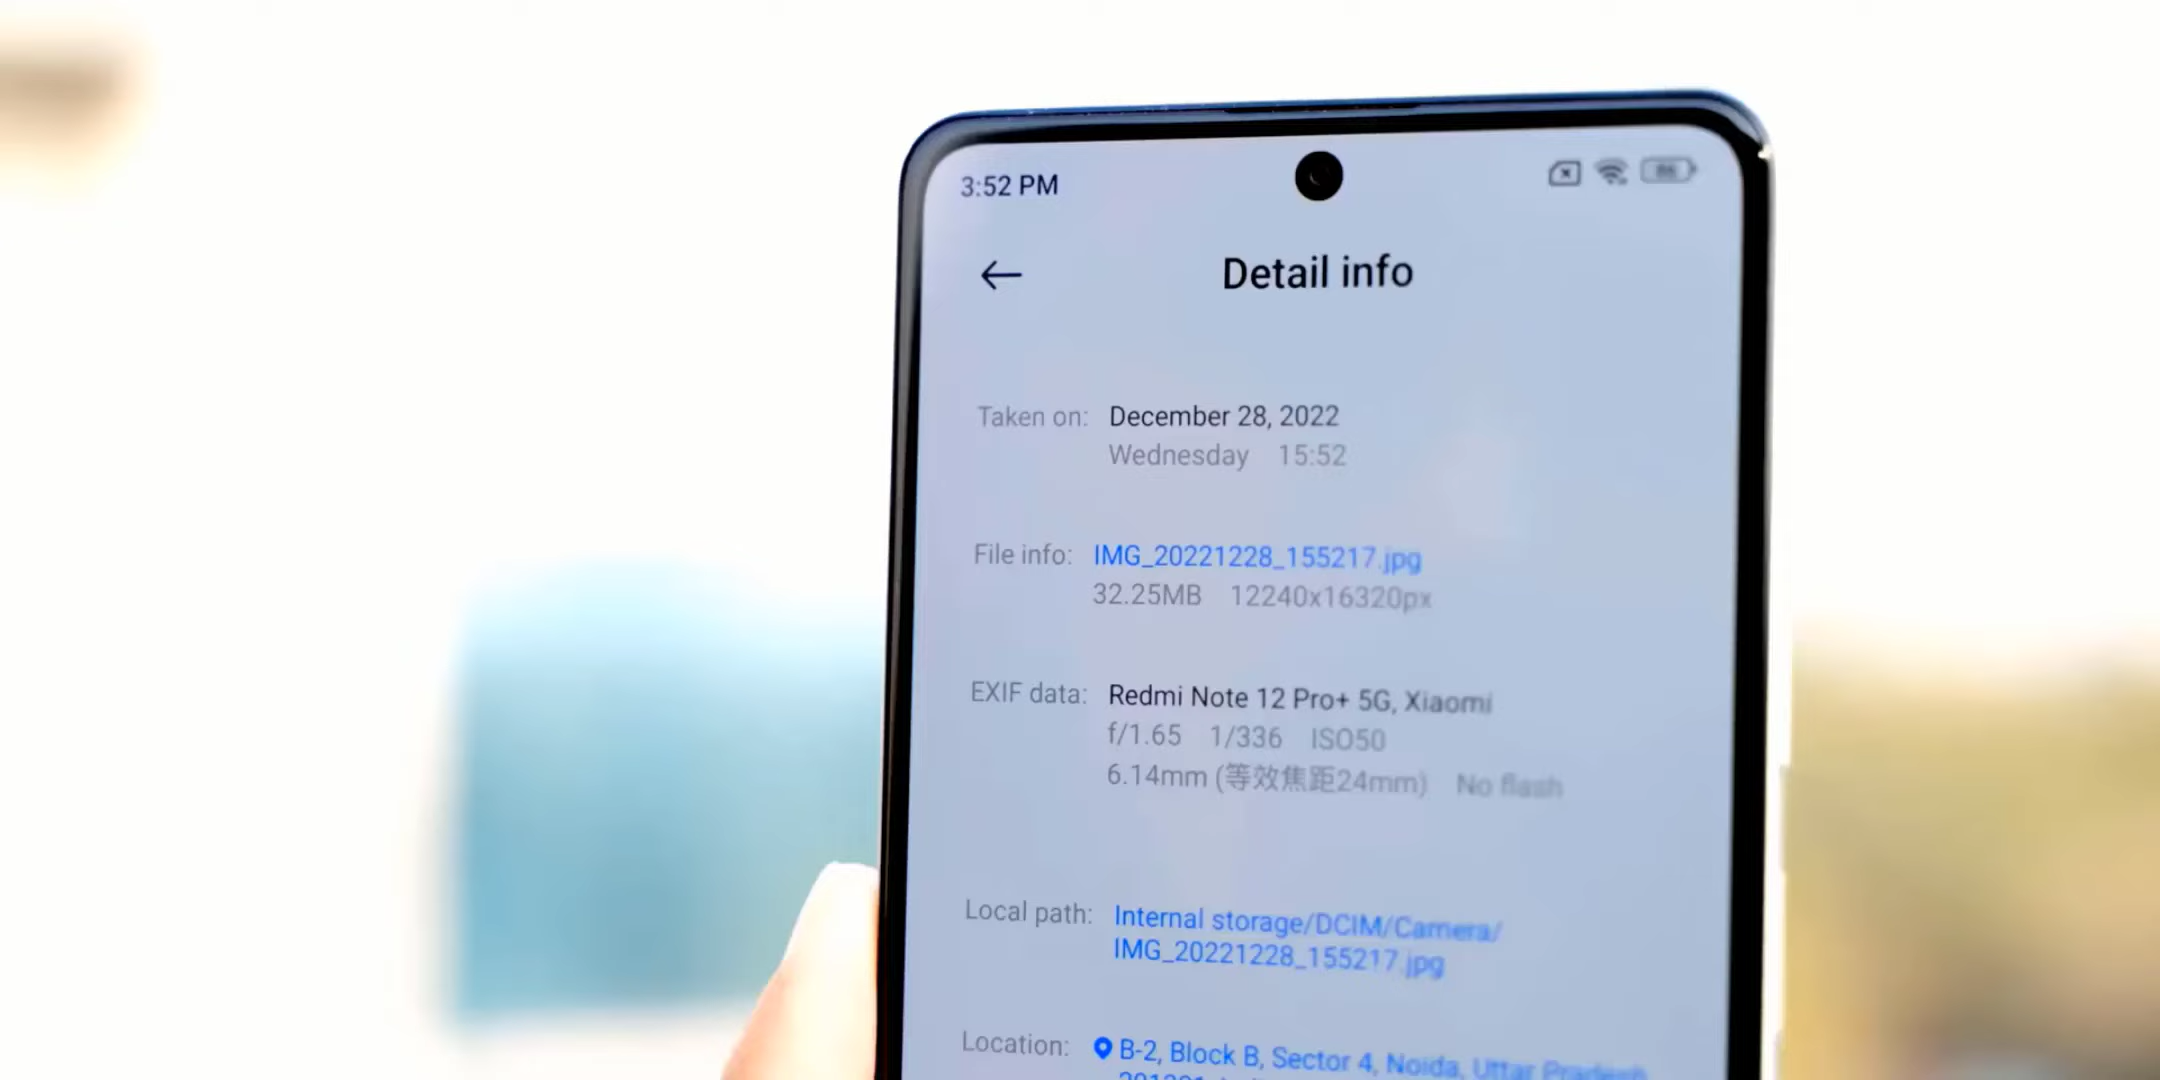 3:52 PM
Detail info
Taken on: December 28, 2022
Wednesday 15:52
File info: IMG_20221228_155217.jpg
32.25MB 12240x16320px
EXIF data: Redmi Note 12 Pro+ 5G, Xiaomi
f/1.65 1/336 ISO50
6.14mm (等效焦距24mm) No flash
Local path: Internal storage/DCIM/Camera/
IMG_20221228_155217.jpg
Location: B-2, Block B, Sector 4, Noida, Uttar Pradesh